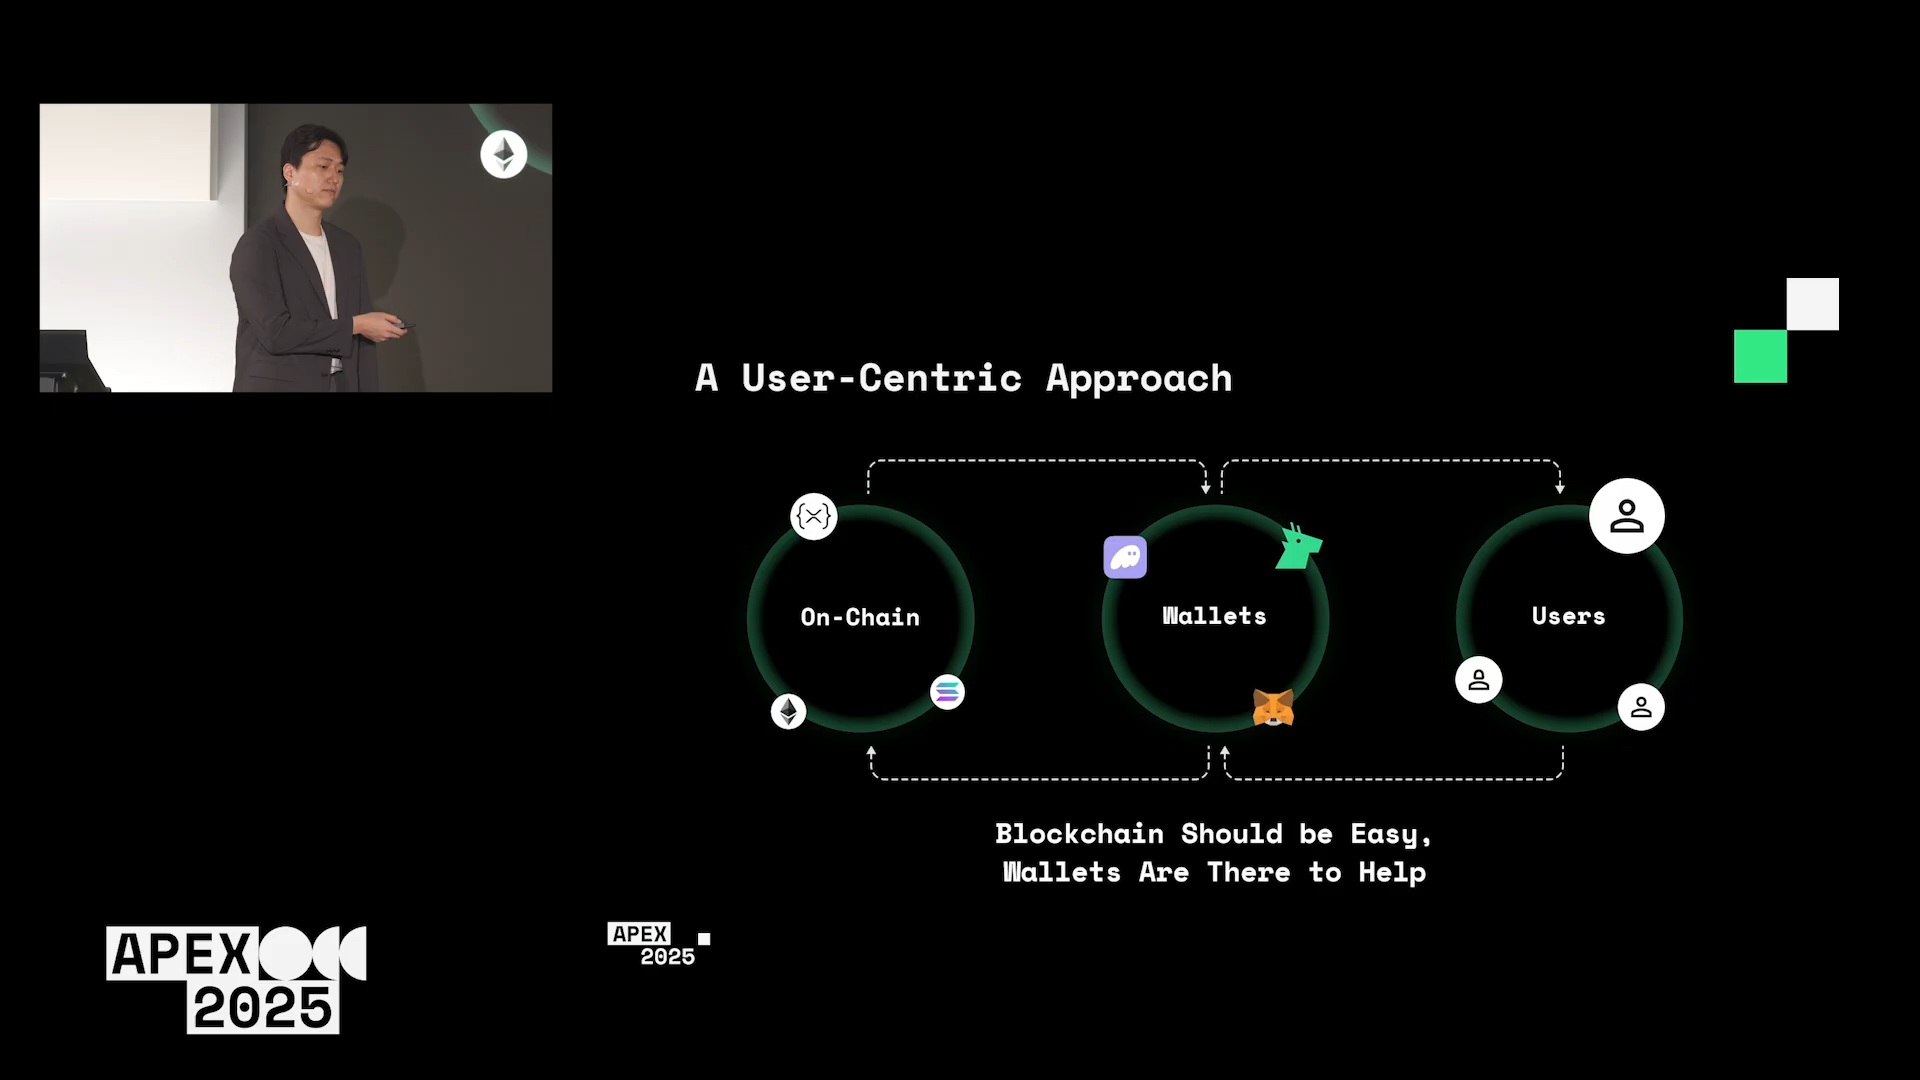 A User-Centric Approach
On-Chain
Wallets
Users
Blockchain Should be Easy,
Wallets Are There to Help
APEX
2025
APEX
2025